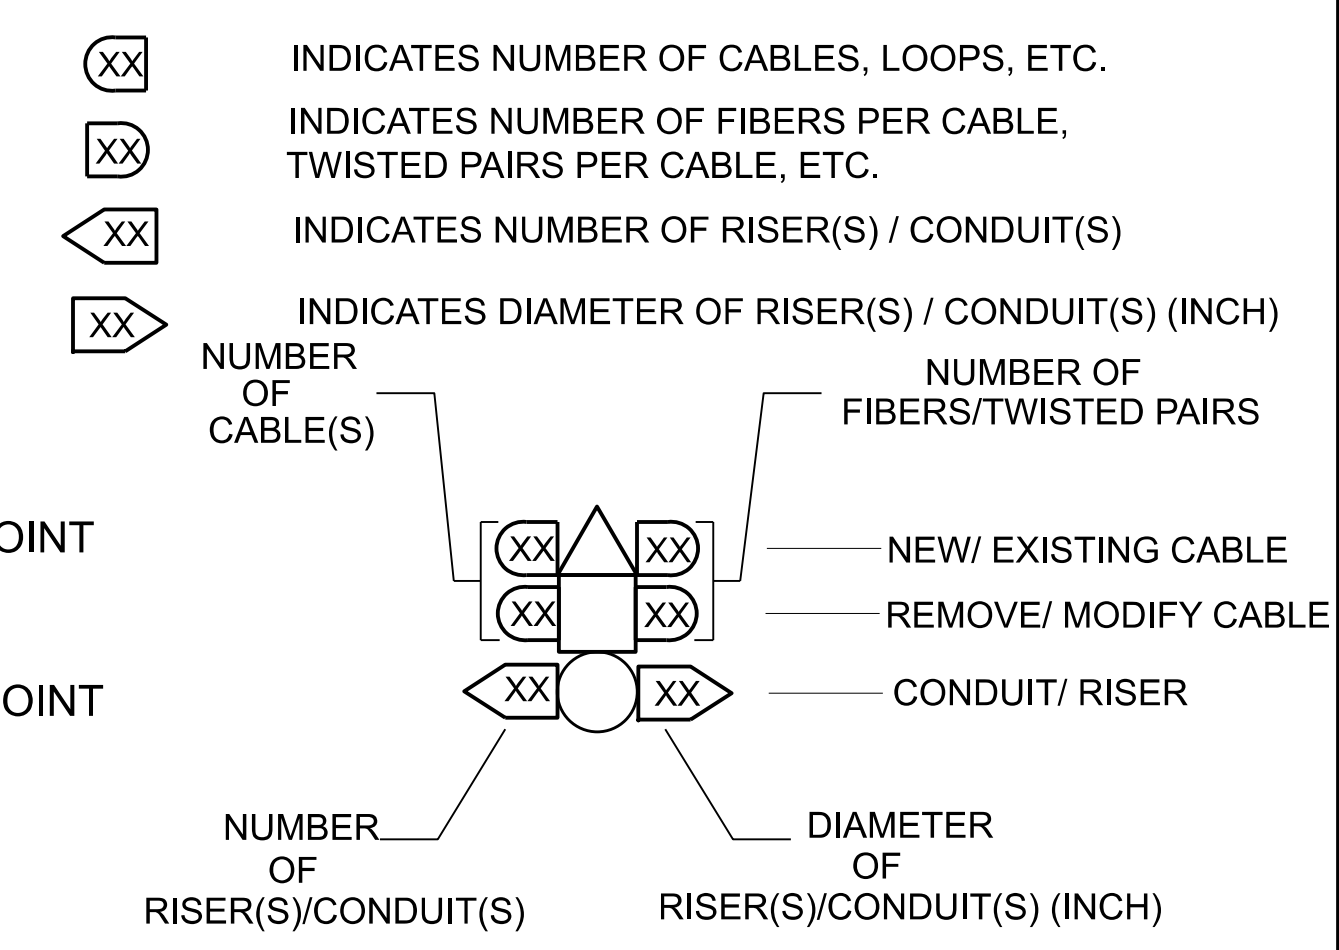 XX INDICATES NUMBER OF CABLES, LOOPS, ETC.
XX INDICATES NUMBER OF FIBERS PER CABLE,
TWISTED PAIRS PER CABLE, ETC.
XX INDICATES NUMBER OF RISER(S) / CONDUIT(S)
XX INDICATES DIAMETER OF RISER(S) / CONDUIT(S) (INCH)
NUMBER
OF
CABLE(S)
NUMBER OF
FIBERS/TWISTED PAIRS
OINT
XX XX NEW/ EXISTING CABLE
XX XX REMOVE/ MODIFY CABLE
OINT
XX XX CONDUIT/ RISER
NUMBER
OF
RISER(S)/CONDUIT(S)
DIAMETER
OF
RISER(S)/CONDUIT(S) (INCH)